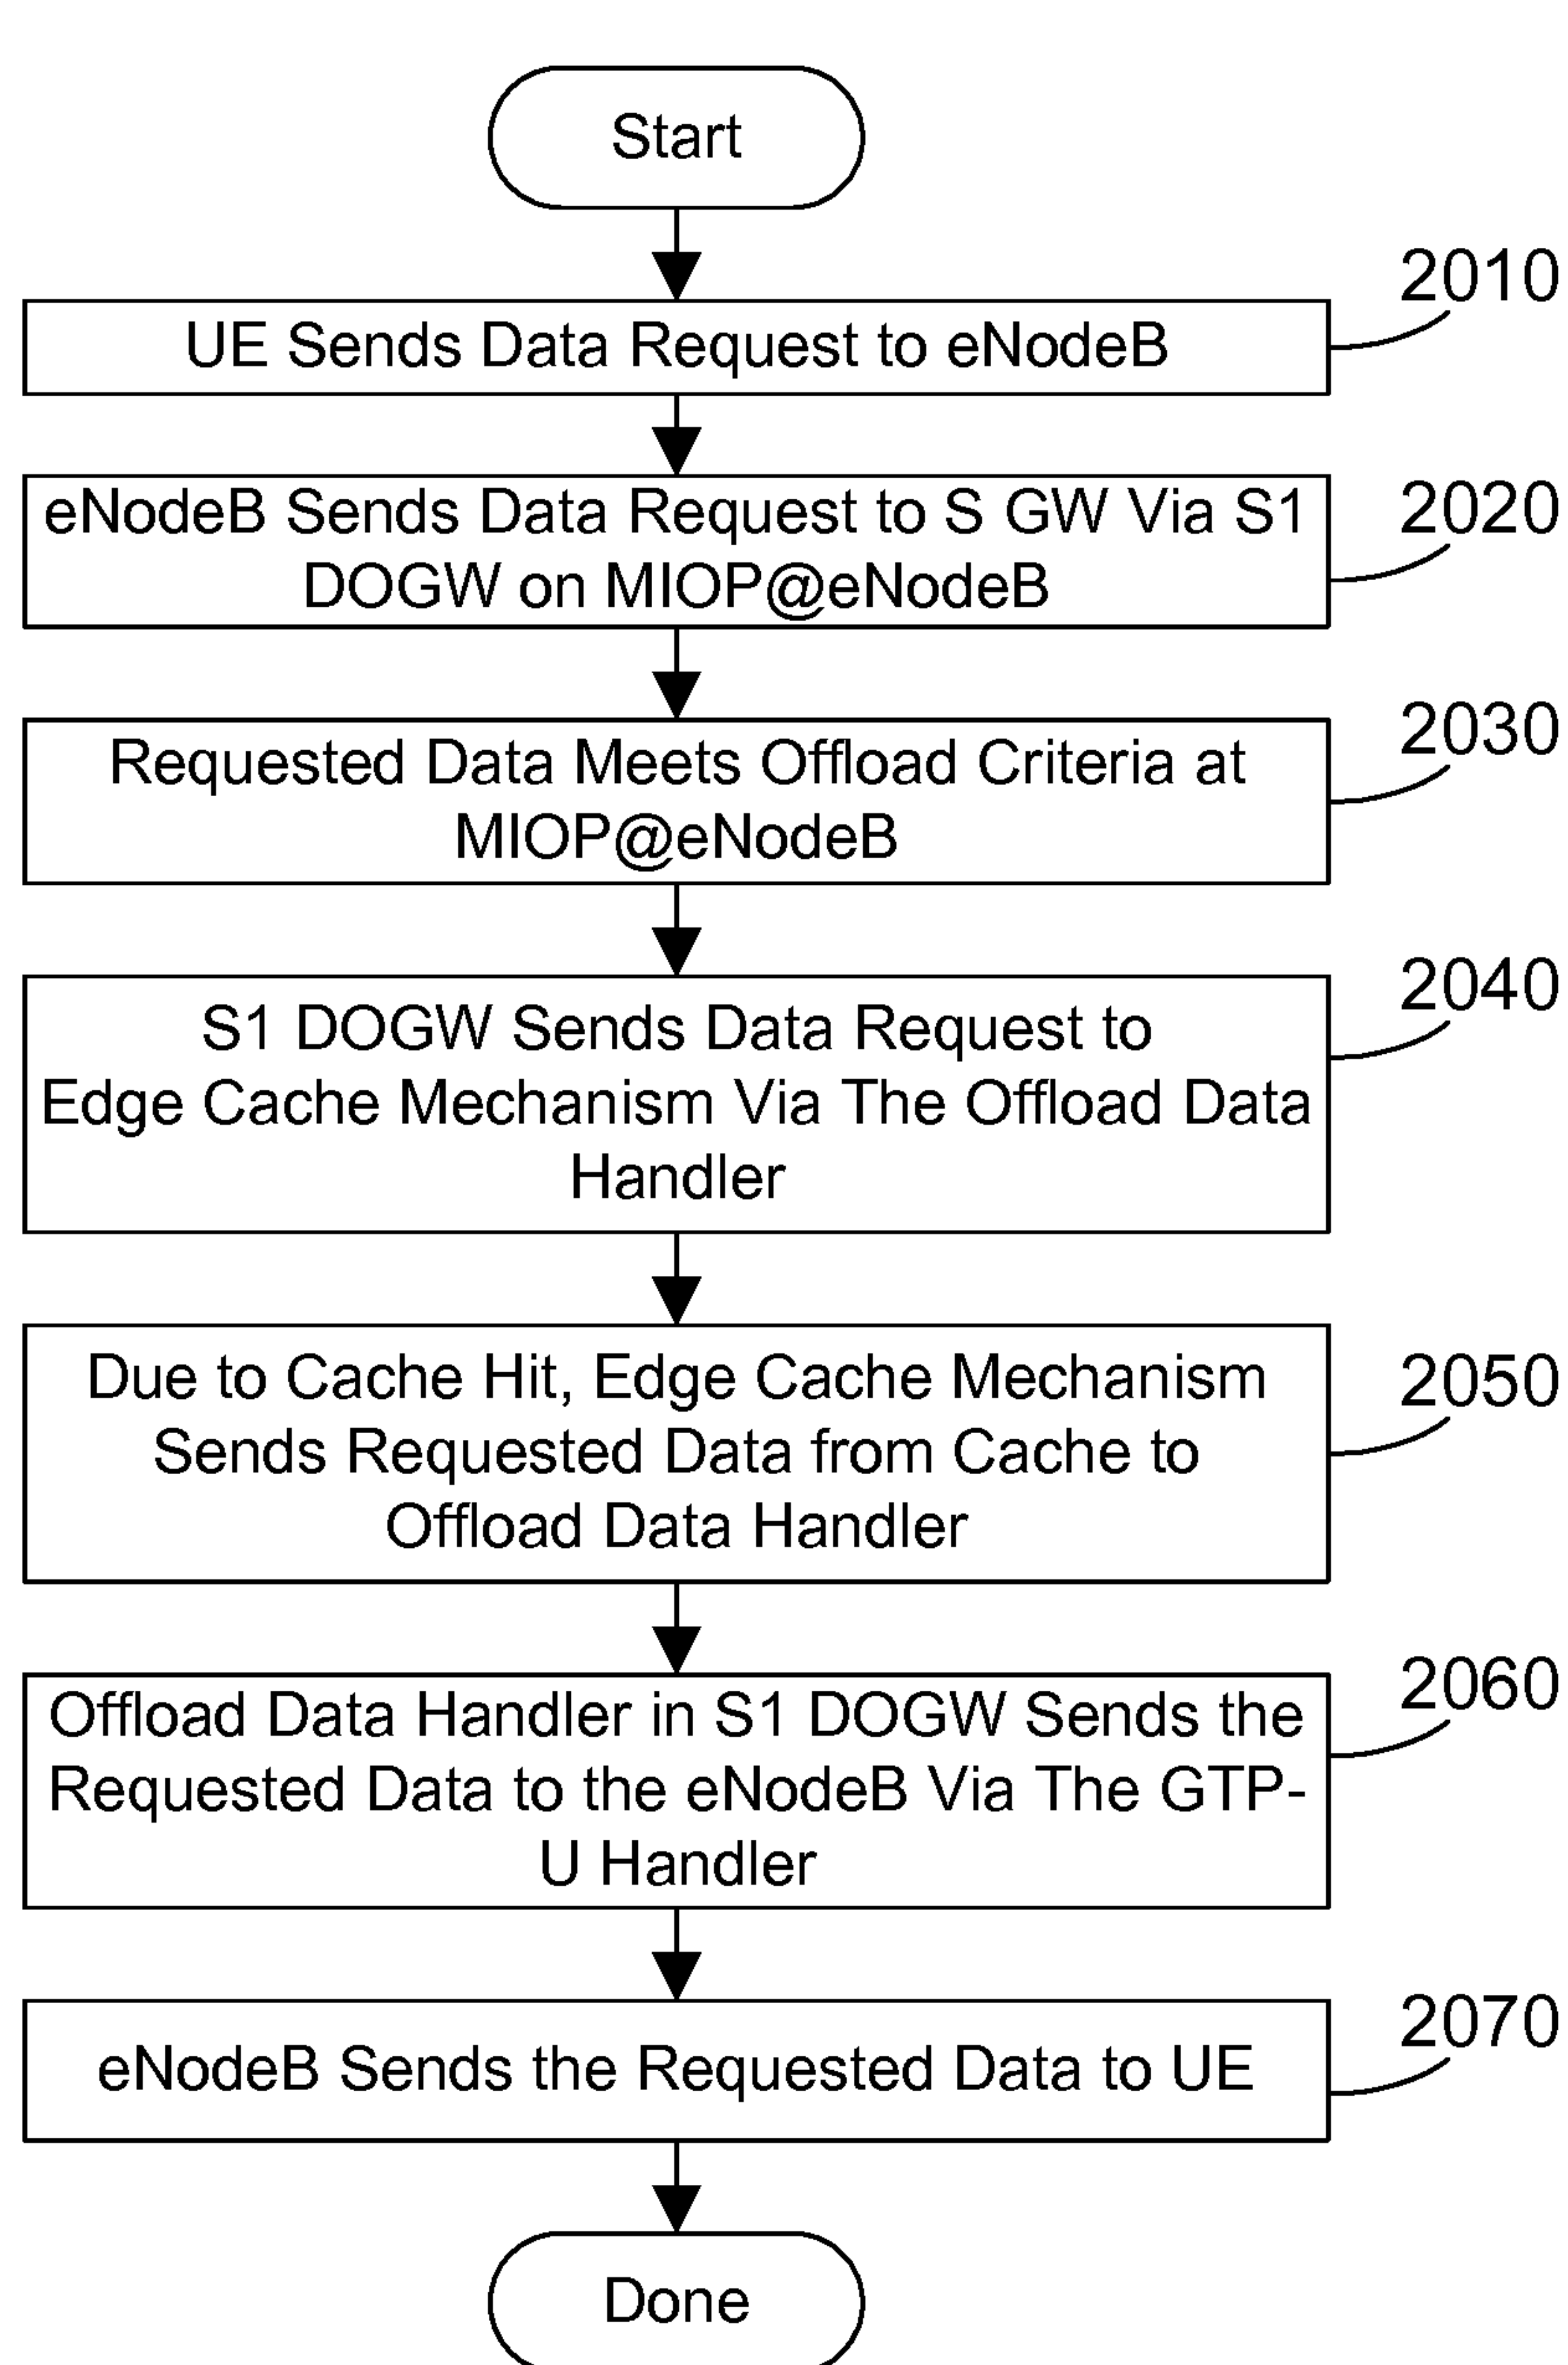 Start
2010
UE Sends Data Request to eNodeB
2020
eNodeB Sends Data Request to S GW Via S1
DOGW on MIOP@eNodeB
2030
Requested Data Meets Offload Criteria at
MIOP@eNodeB
2040
S1 DOGW Sends Data Request to
Edge Cache Mechanism Via The Offload Data
Handler
2050
Due to Cache Hit, Edge Cache Mechanism
Sends Requested Data from Cache to
Offload Data Handler
2060
Offload Data Handler in S1 DOGW Sends the
Requested Data to the eNodeB Via The GTP-
U Handler
2070
eNodeB Sends the Requested Data to UE
Done